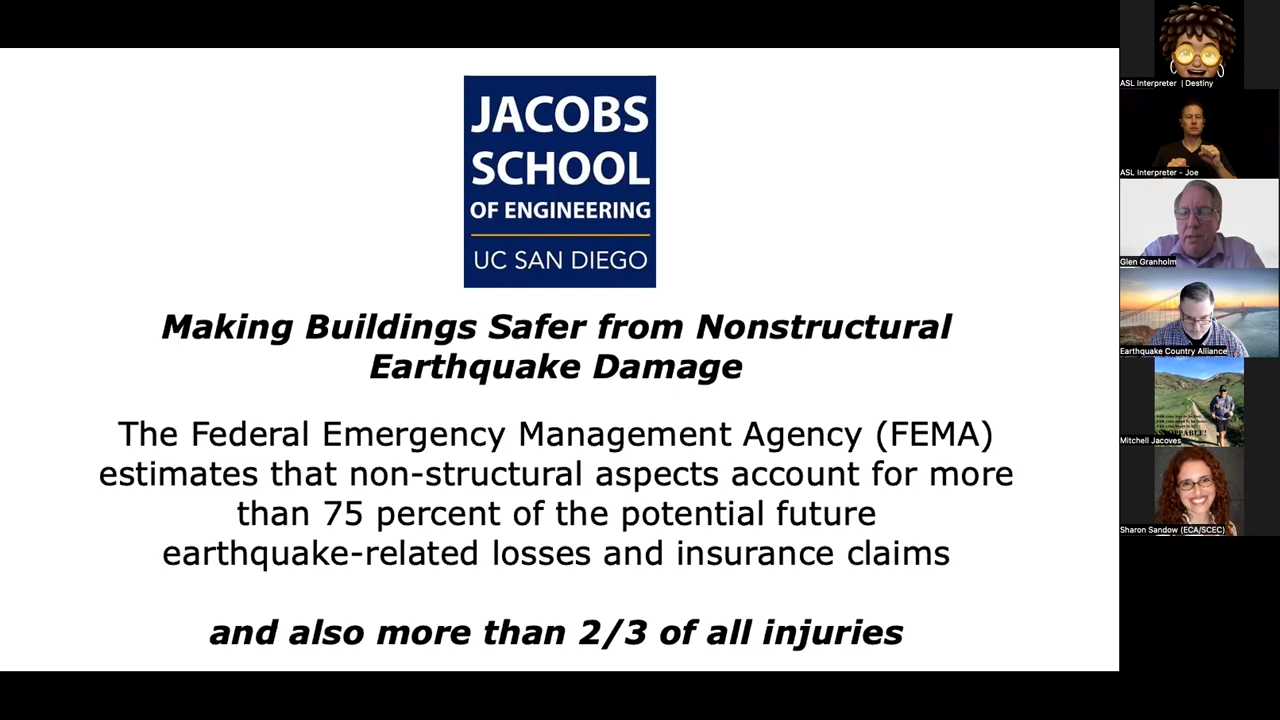 JACOBS
SCHOOL
OF ENGINEERING
UC SAN DIEGO
Making Buildings Safer from Nonstructural
Earthquake Damage
The Federal Emergency Management Agency (FEMA)
estimates that non-structural aspects account for more
than 75 percent of the potential future
earthquake-related losses and insurance claims
and also more than 2/3 of all injuries
ASL Interpreter | Destiny
ASL Interpreter - Joe
Glen Granholm
Earthquake Country Alliance
Mitchell Jacoves
Sharon Sandow (ECA/SCEC)